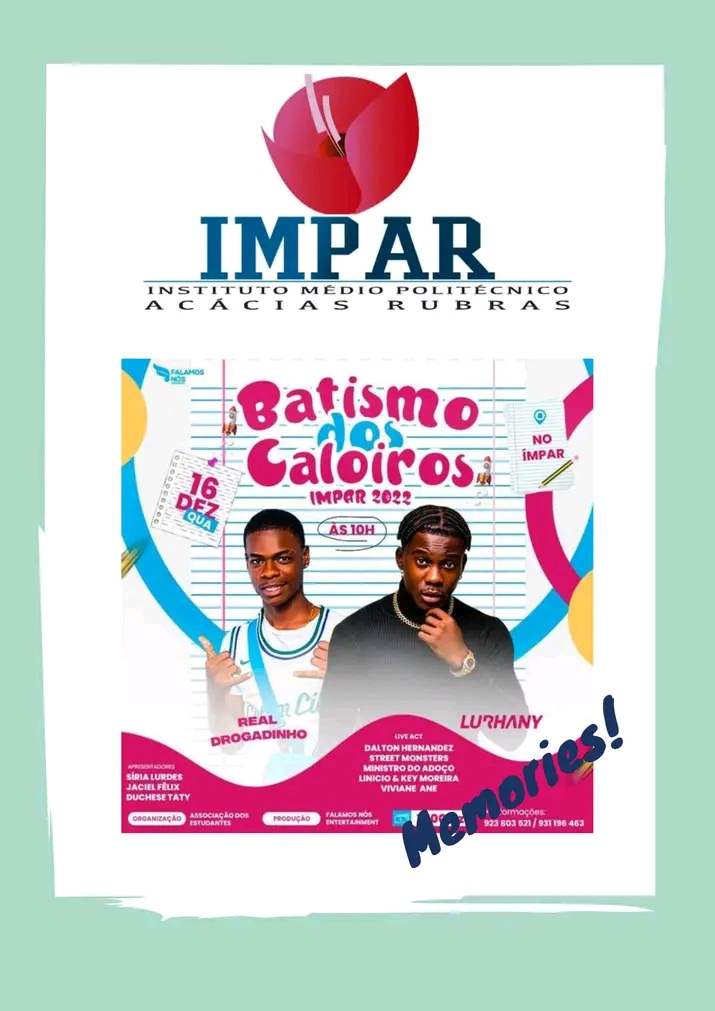 IMPAR
INSTITUTO MÉDIO POLITÉCNICO
ACÁCIAS RUBRAS
FALAMOS
NÓS
Batismo
dos
Caloiros
IMPAR 2022
NO
ÍMPAR
16
DEZ
QUA
ÀS 10H
REAL
DROGADINHO
LURHANY
LIVE ACT
DALTON HERNANDEZ
STREET MONSTERS
MINISTRO DO ADOÇO
LINICIO & KEY MOREIRA
VIVIANE ANE
APRESENTADORES
SÍRIA LURDES
JACIEL FÊLIX
DUCHESE TATY
ORGANIZAÇÃO
ASSOCIAÇÃO DOS
ESTUDANTES
PRODUÇÃO
FALAMOS NÓS
ENTERTAINMENT
923 803 521 / 931 196 463
Memories!